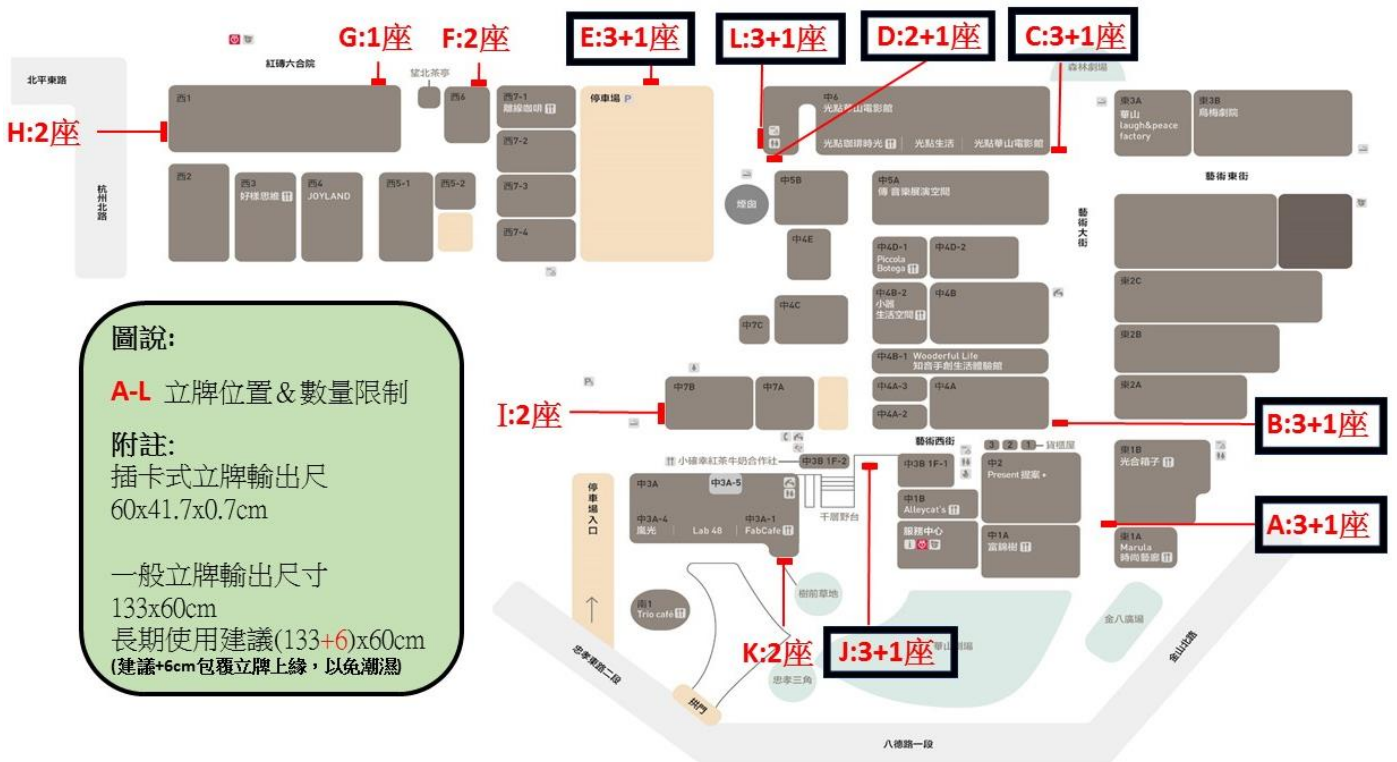 G:1座
F:2座
E:3+1座
L:3+1座
D:2+1座
C:3+1座
紅磚六合院
望北茶亭
森林劇場
北平東路
H:2座
杭州北路
西1
西6
西7-1
離線咖啡
停車場 P
中6
光點華山電影館
光點咖啡時光
光點生活
光點華山電影館
東3A
華山
laugh&peace
factory
東3B
烏梅劇院
西7-2
西2
西3
好樣思維
西4
JOYLAND
西5-1
西5-2
西7-3
西7-4
煙囪
中5B
中5A
傳 音樂展演空間
藝術東街
藝術大街
中4E
中4D-1
Piccola
Botega
中4D-2
東2C
中4C
中7C
中4B-2
小器
生活空間
中4B
東2B
中4B-1 Wooderful Life
知音手創生活體驗館
中7B
中7A
中4A-3
中4A
中4A-2
東2A
I:2座
B:3+1座
圖說:
A-L 立牌位置&數量限制
附註:
插卡式立牌輸出尺
60x41.7x0.7cm
一般立牌輸出尺寸
133x60cm
長期使用建議(133+6)x60cm
(建議+6cm包覆立牌上緣,以免潮濕)
藝術西街
3 2 1 貨櫃屋
小確幸紅茶牛奶合作社
中3B 1F-2
中3B 1F-1
中2
Present 提案
東1B
光合箱子
停車場入口
中3A
中3A-5
中3A-4
嵐光
Lab 48
中3A-1
FabCafe
千層野台
中1B
Alleycat's
服務中心
中1A
富錦樹
東1A
Marula
時尚藝廊
A:3+1座
南1
Trio café
樹前草地
金八廣場
K:2座
J:3+1座
華山劇場
忠孝三角
拱門
忠孝東路二段
金山北路
八德路一段